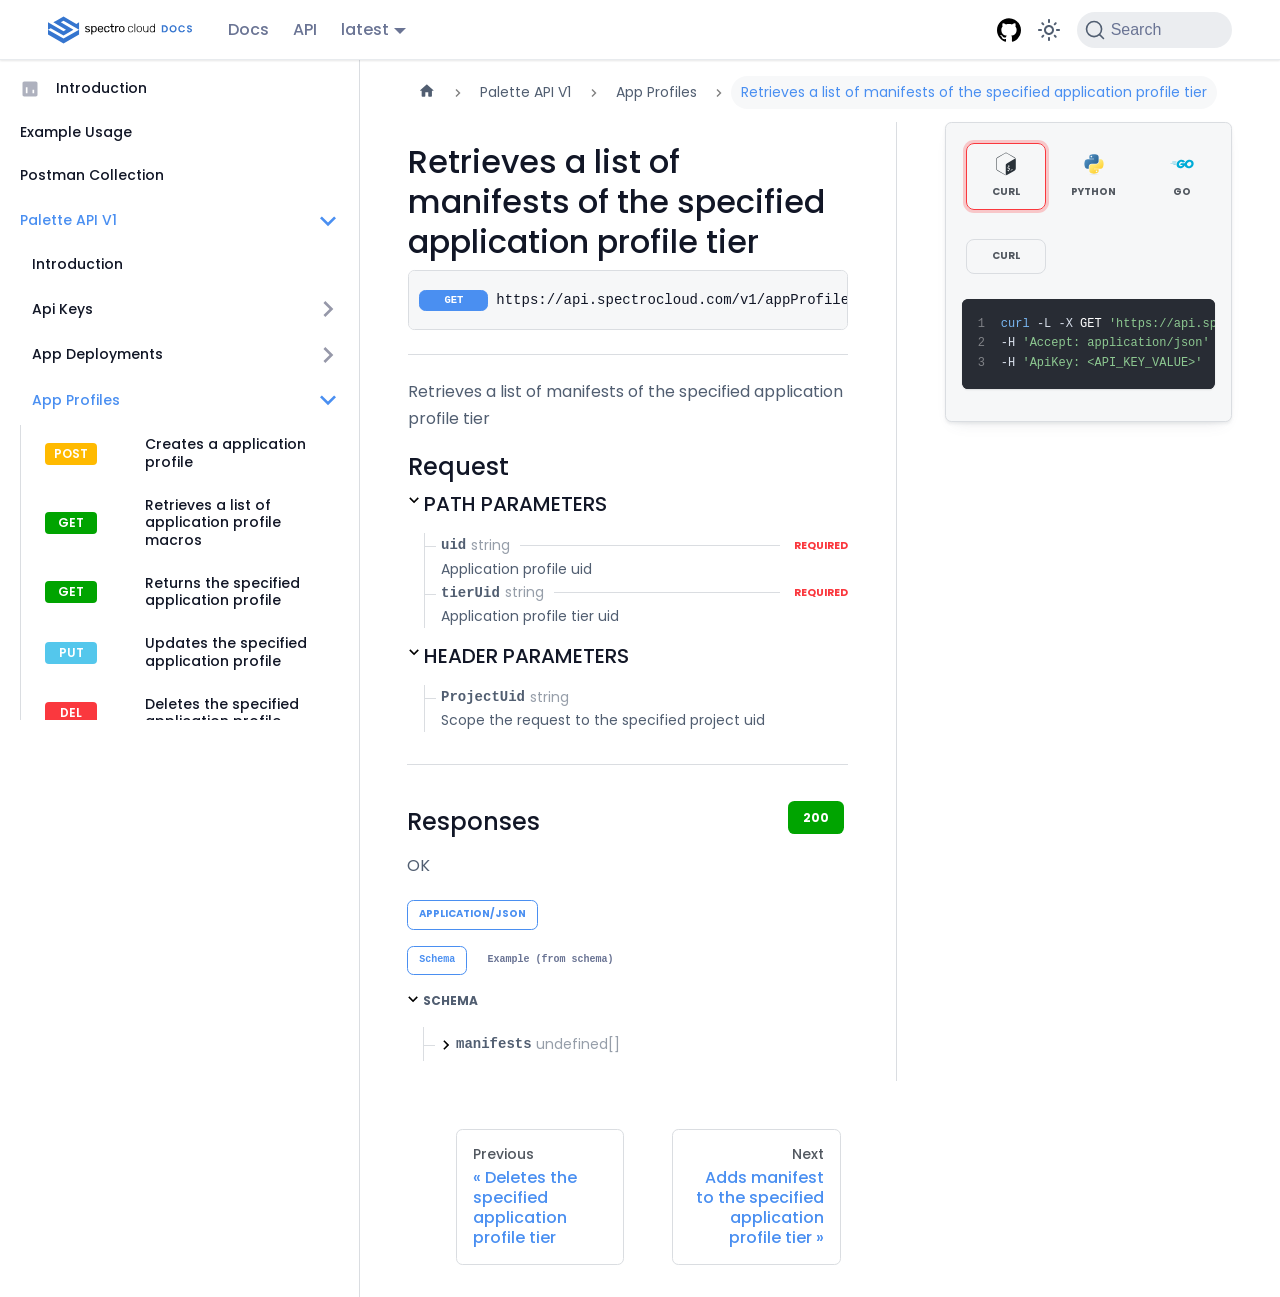 spectro cloud DOCS
Docs
API
latest
Search
Introduction
Example Usage
Postman Collection
Palette API V1
Introduction
Api Keys
App Deployments
App Profiles
POST
Creates a application
profile
GET
Retrieves a list of
application profile
macros
GET
Returns the specified
application profile
PUT
Updates the specified
application profile
DEL
Deletes the specified
application profile
Palette API V1
App Profiles
Retrieves a list of manifests of the specified application profile tier
Retrieves a list of
manifests of the specified
application profile tier
GET
https://api.spectrocloud.com/v1/appProfile
Retrieves a list of manifests of the specified application
profile tier
Request
PATH PARAMETERS
uid string
REQUIRED
Application profile uid
tierUid string
REQUIRED
Application profile tier uid
HEADER PARAMETERS
ProjectUid string
Scope the request to the specified project uid
Responses
200
OK
APPLICATION/JSON
Schema
Example (from schema)
SCHEMA
manifests undefined[]
Previous
« Deletes the
specified
application
profile tier
Next
Adds manifest
to the specified
application
profile tier »
CURL
PYTHON
GO
GO
CURL
1 curl -L -X GET 'https://api.sp
2 -H 'Accept: application/json'
3 -H 'ApiKey: <API_KEY_VALUE>'